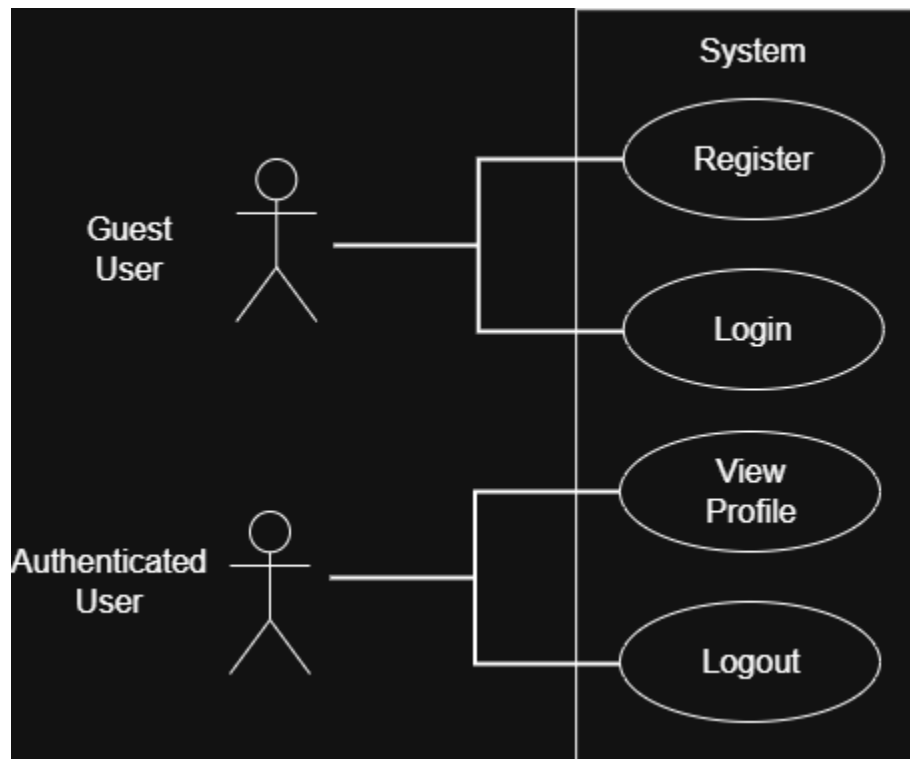 System
Register
Guest
User
Login
View
Profile
Authenticated
User
Logout